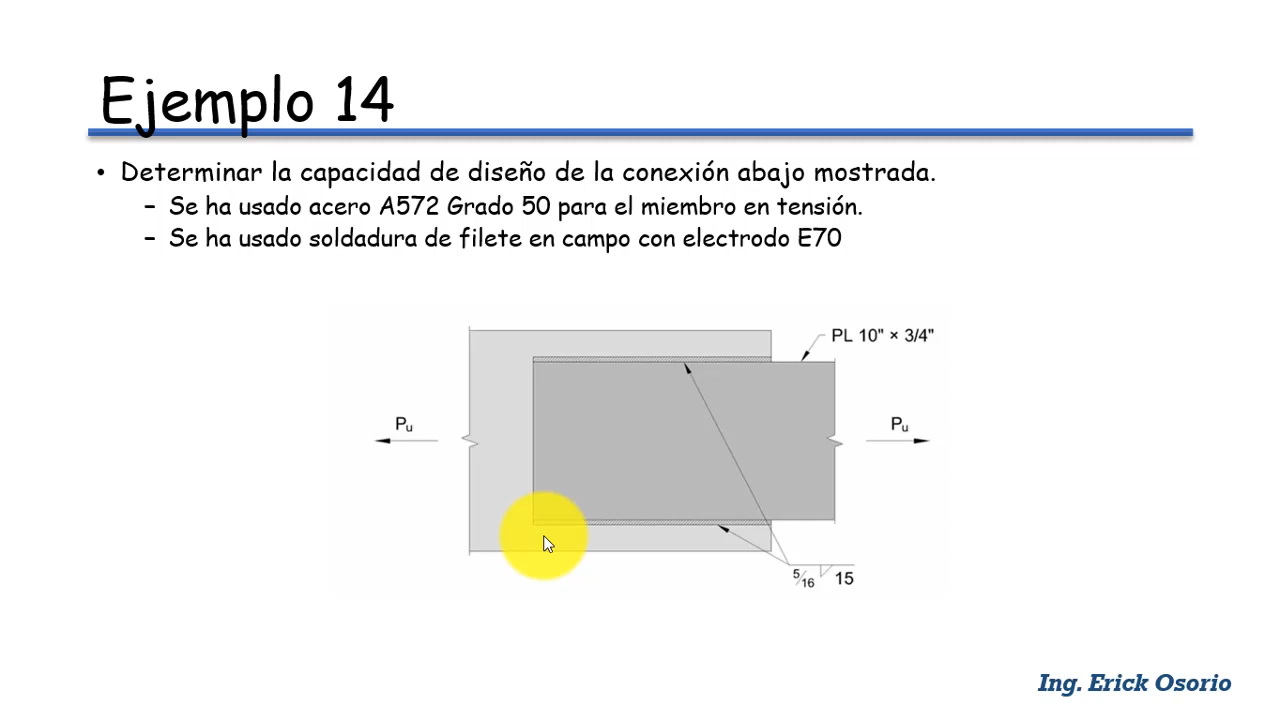 Ejemplo 14
• Determinar la capacidad de diseño de la conexión abajo mostrada.
– Se ha usado acero A572 Grado 50 para el miembro en tensión.
– Se ha usado soldadura de filete en campo con electrodo E70
PL 10" × 3/4"
Pu
Pu
5/16 15
Ing. Erick Osorio